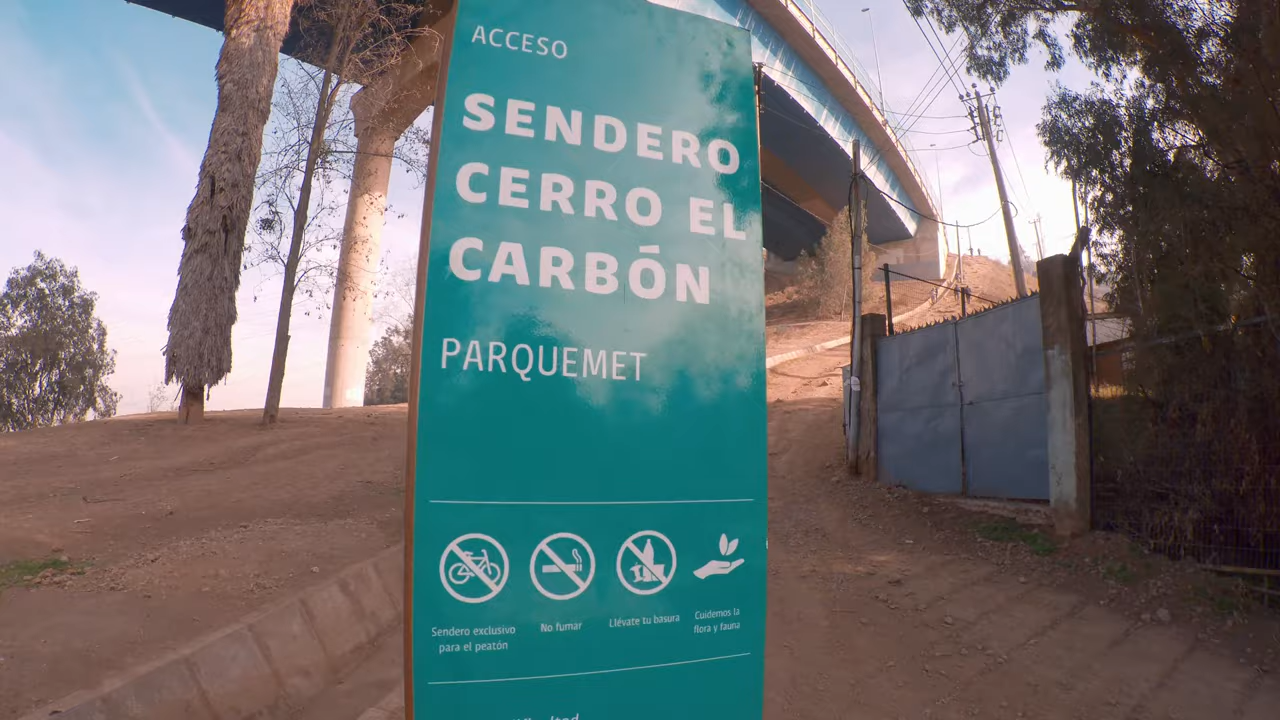 ACCESO
SENDERO
CERRO EL
CARBÓN
PARQUEMET
Sendero exclusivo
para el peatón
No fumar
Llévate tu basura
Cuidemos la
flora y fauna